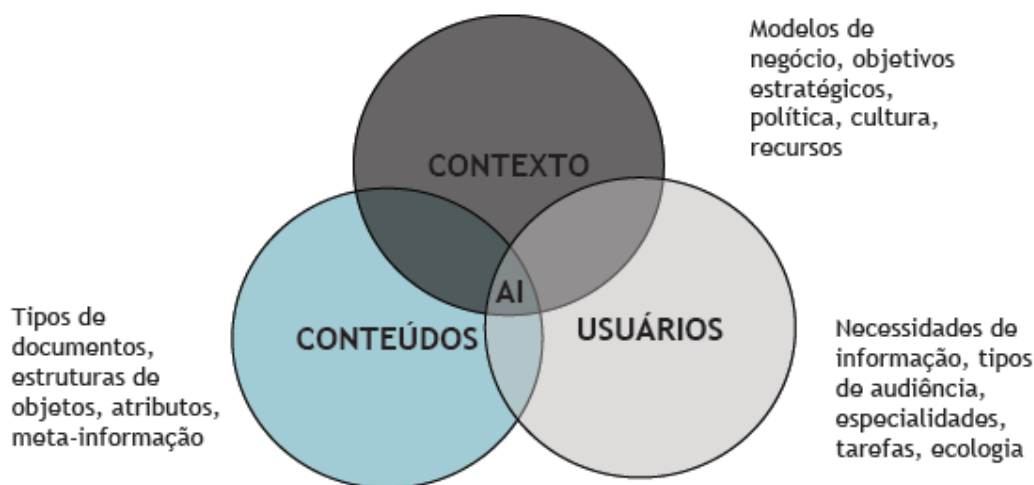 Modelos de
negócio, objetivos
estratégicos,
política, cultura,
recursos
CONTEXTO
AI
CONTEÚDOS
USUÁRIOS
Tipos de
documentos,
estruturas de
objetos, atributos,
meta-informação
Necessidades de
informação, tipos
de audiência,
especialidades,
tarefas, ecologia